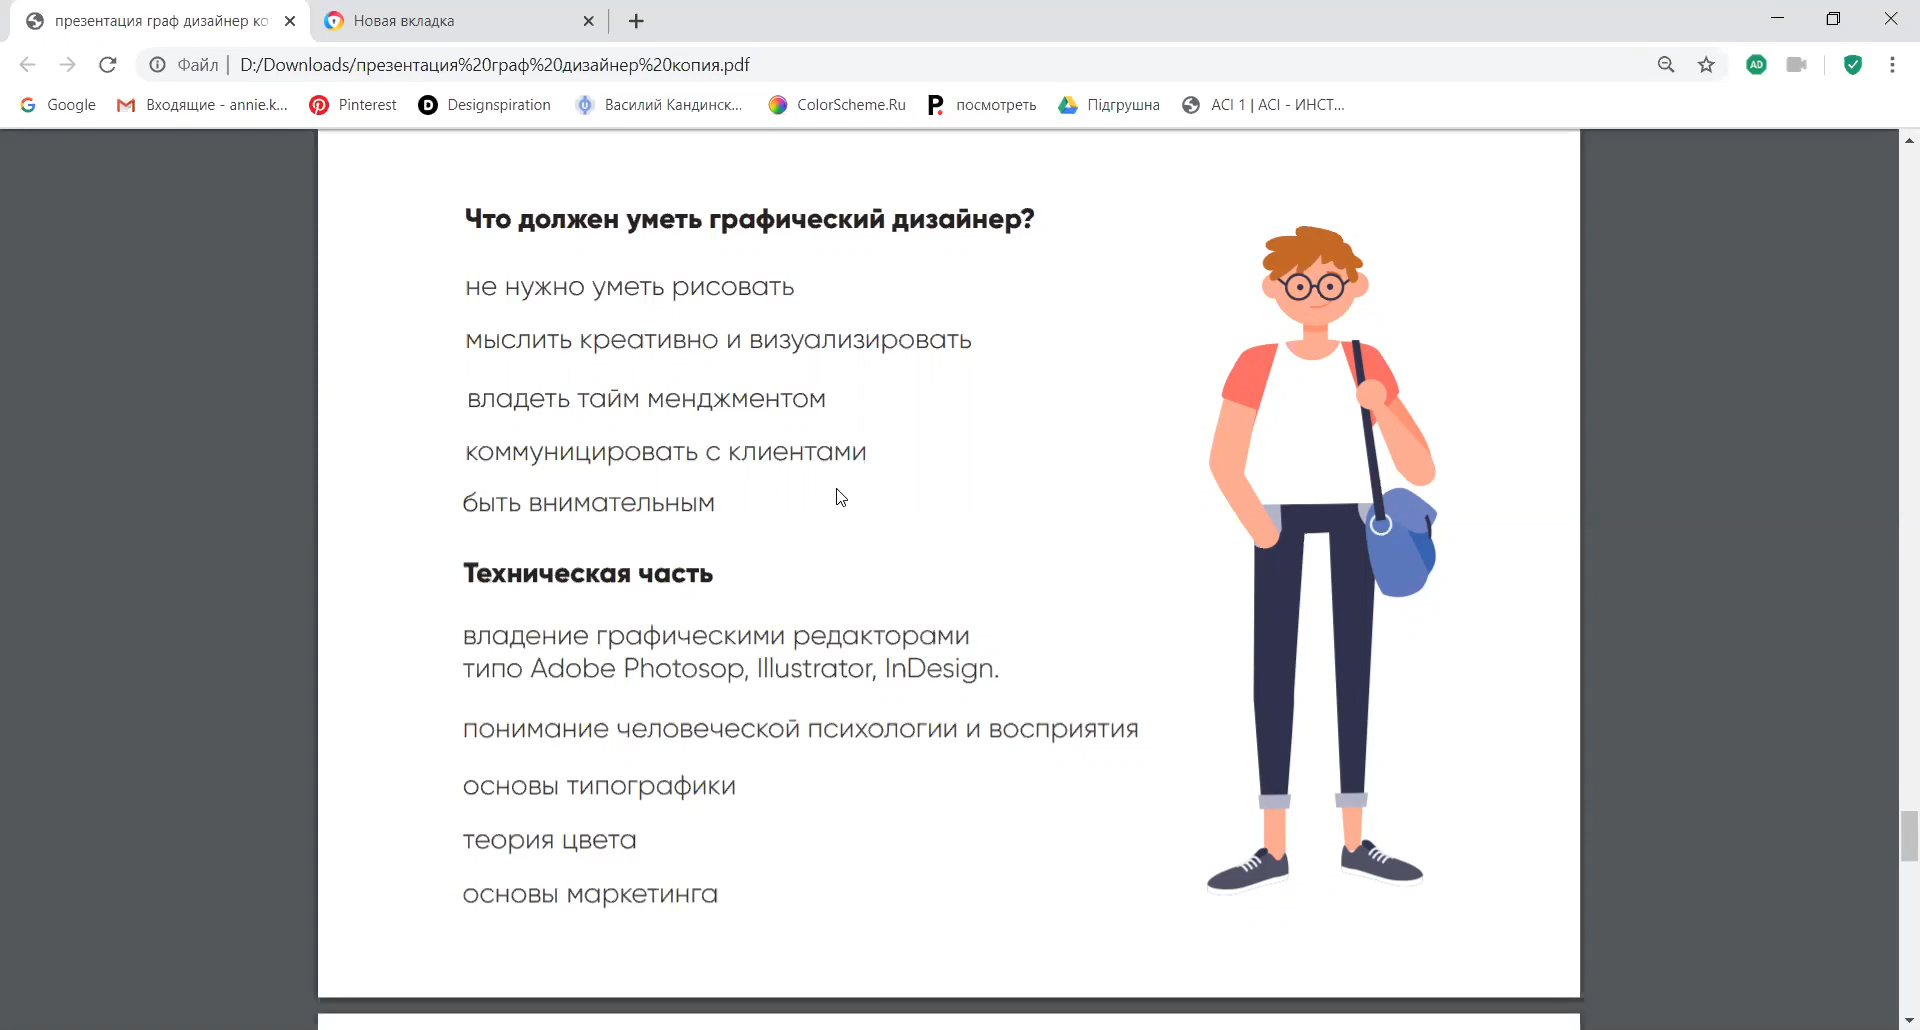 презентация граф дизайнер ко
Новая вкладка
Файл
D:/Downloads/презентация%20граф%20дизайнер%20копия.pdf
AD
Google
Входящие - annie.k...
Pinterest
Designspiration
Василий Кандинск...
ColorScheme.Ru
посмотреть
Підгрушна
ACI 1 | ACI - ИНСТ...
Что должен уметь графический дизайнер?
не нужно уметь рисовать
мыслить креативно и визуализировать
владеть тайм менджментом
коммуницировать с клиентами
быть внимательным
Техническая часть
владение графическими редакторами
типо Adobe Photosop, Illustrator, InDesign.
понимание человеческой психологии и восприятия
основы типографики
теория цвета
основы маркетинга